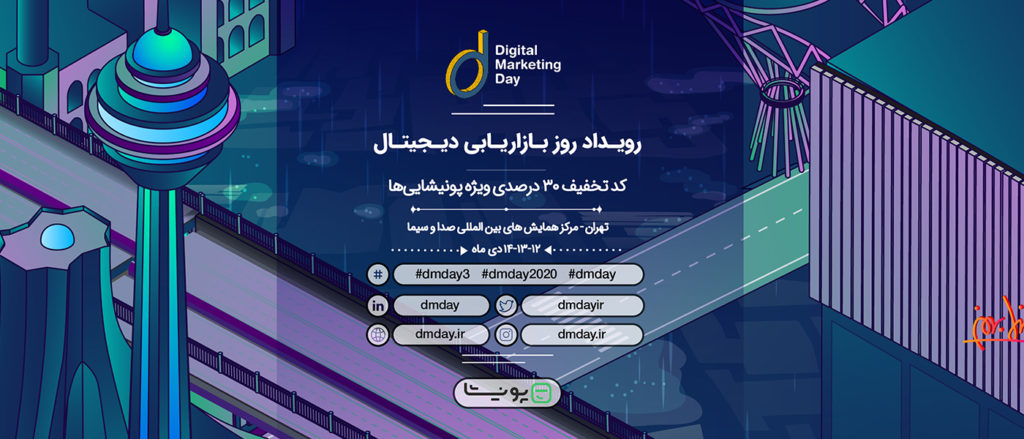 Digital
Marketing
Day
رویداد روز بازاریابی دیجیتال
کد تخفیف ۳۰ درصدی ویژه پونیشایی‌ها
تهران - مرکز همایش های بین المللی صدا و سیما
۱۲-۱۳-۱۴ دی ماه
# #dmday3 #dmday2020 #dmday
in dmday dmdayir
dmday.ir dmday.ir
پونیشا